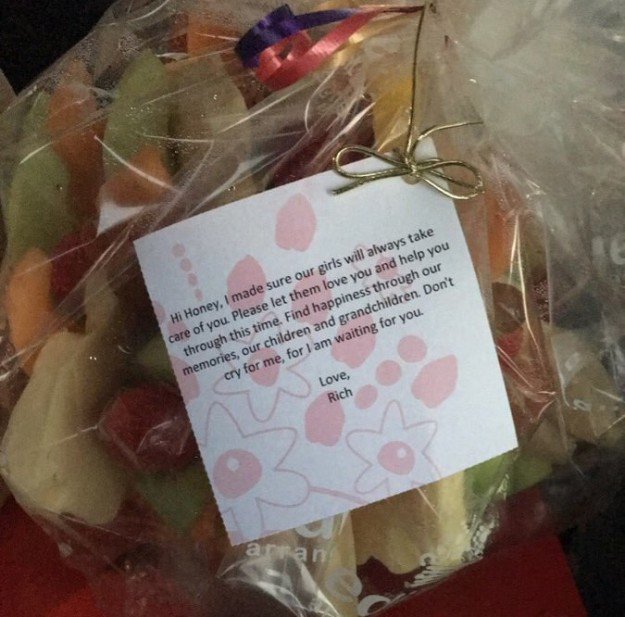 Hi Honey, I made sure our girls will always take
care of you. Please let them love you and help you
through this time. Find happiness through our
memories, our children and grandchildren. Don't
cry for me, for I am waiting for you.
Love,
Rich
arran